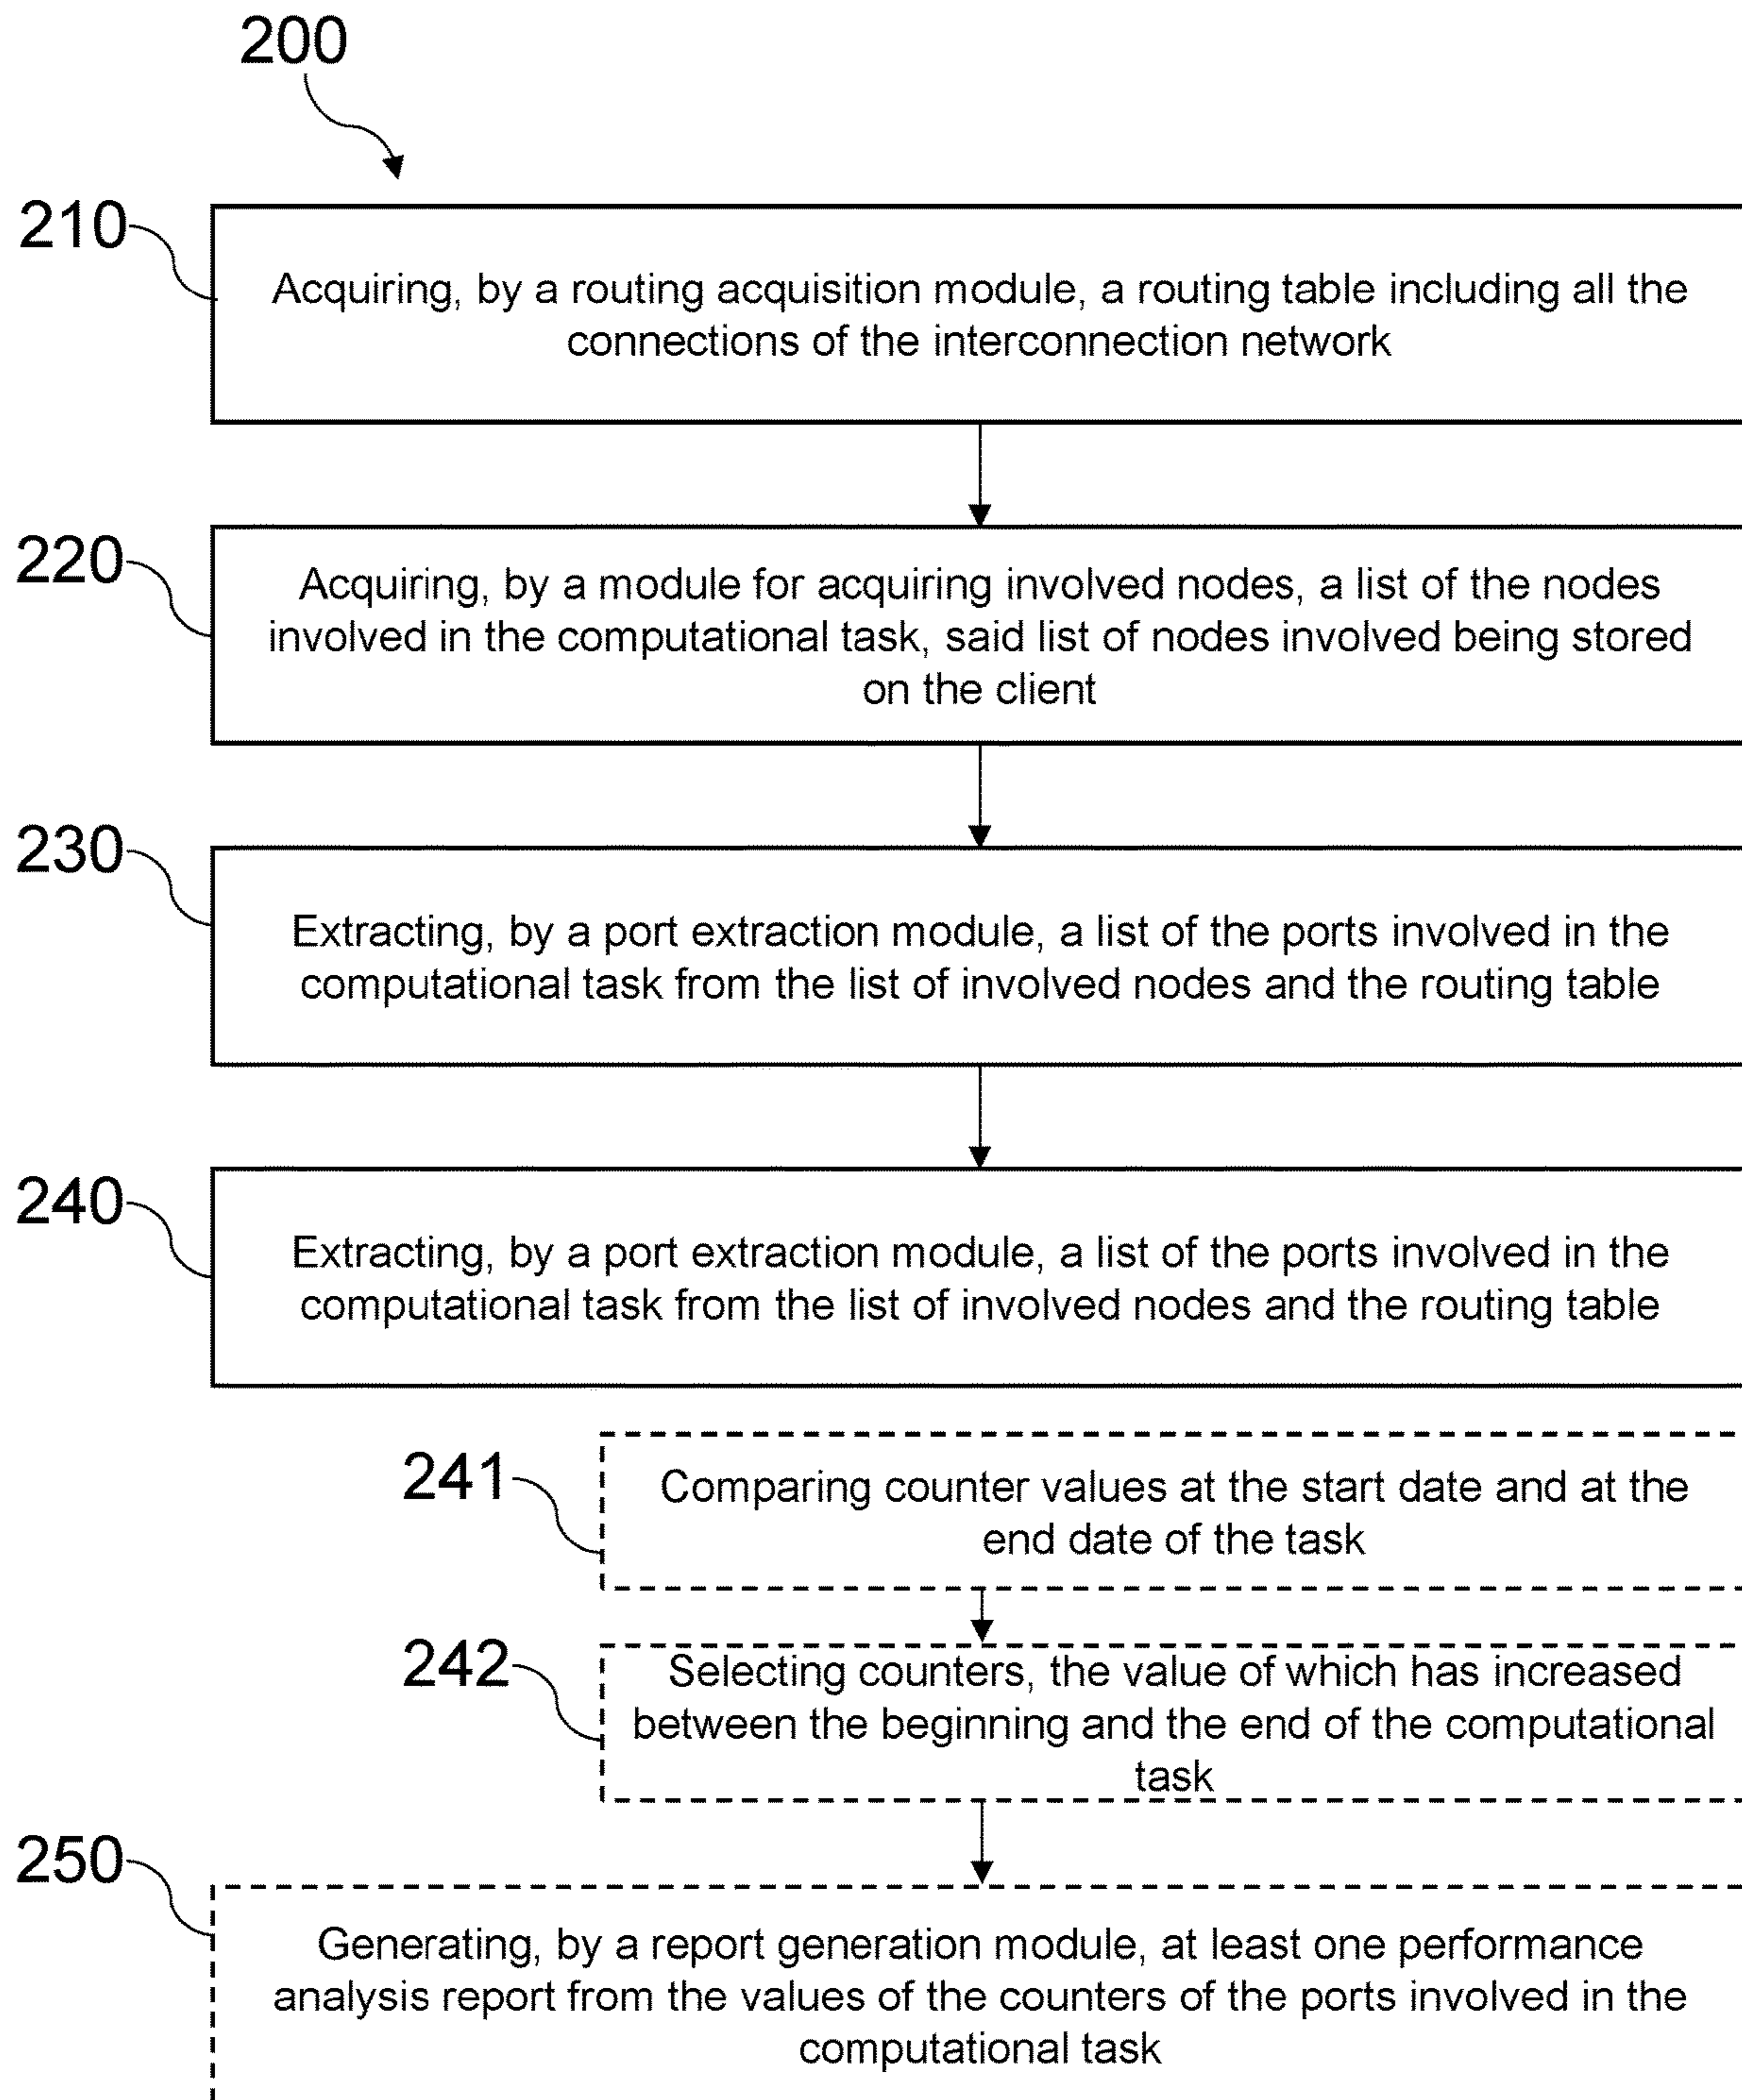 200
210
Acquiring, by a routing acquisition module, a routing table including all the
connections of the interconnection network
220
Acquiring, by a module for acquiring involved nodes, a list of the nodes
involved in the computational task, said list of nodes involved being stored
on the client
230
Extracting, by a port extraction module, a list of the ports involved in the
computational task from the list of involved nodes and the routing table
240
Extracting, by a port extraction module, a list of the ports involved in the
computational task from the list of involved nodes and the routing table
241
Comparing counter values at the start date and at the
end date of the task
242
Selecting counters, the value of which has increased
between the beginning and the end of the computational
task
250
Generating, by a report generation module, at least one performance
analysis report from the values of the counters of the ports involved in the
computational task